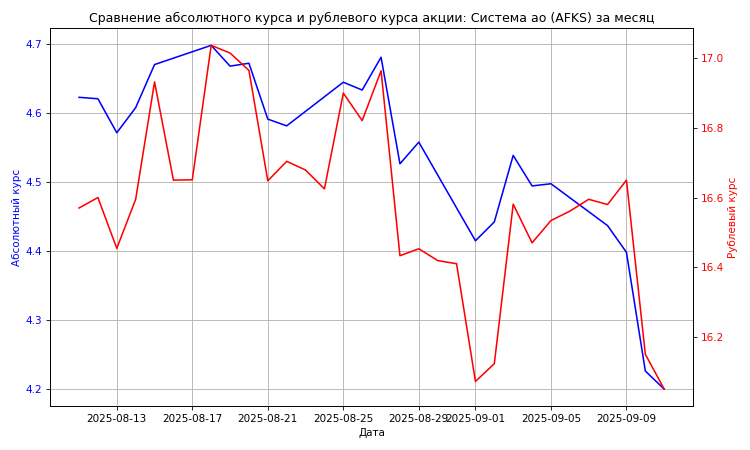 Сравнение абсолютного курса и рублевого курса акции: Система ао (AFKS) за месяц
4.7
4.6
4.5
4.4
4.3
4.2
Абсолютный курс
17.0
16.8
16.6
16.4
16.2
Рублевый курс
2025-08-13 2025-08-17 2025-08-21 2025-08-25 2025-08-29 2025-09-01 2025-09-05 2025-09-09
Дата